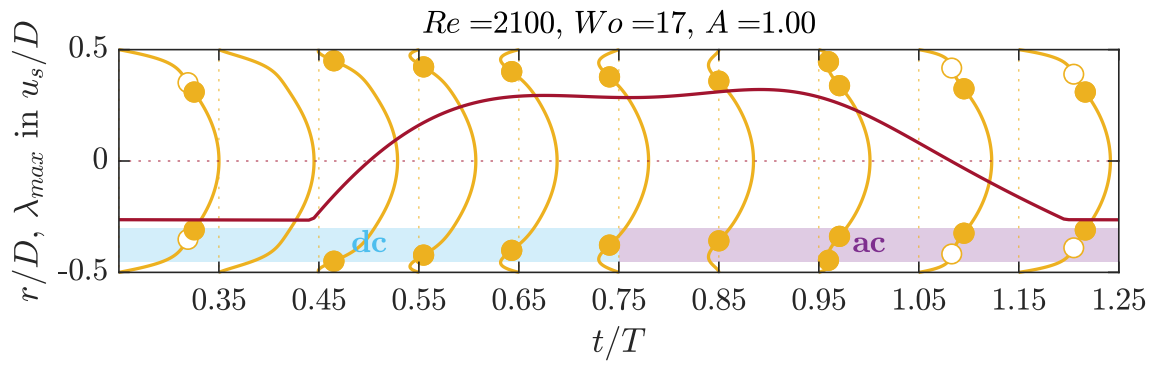 Re =2100, Wo =17, A =1.00
r/D, λmax in us/D
0.5
0
-0.5
dc
ac
0.35 0.45 0.55 0.65 0.75 0.85 0.95 1.05 1.15 1.25
t/T